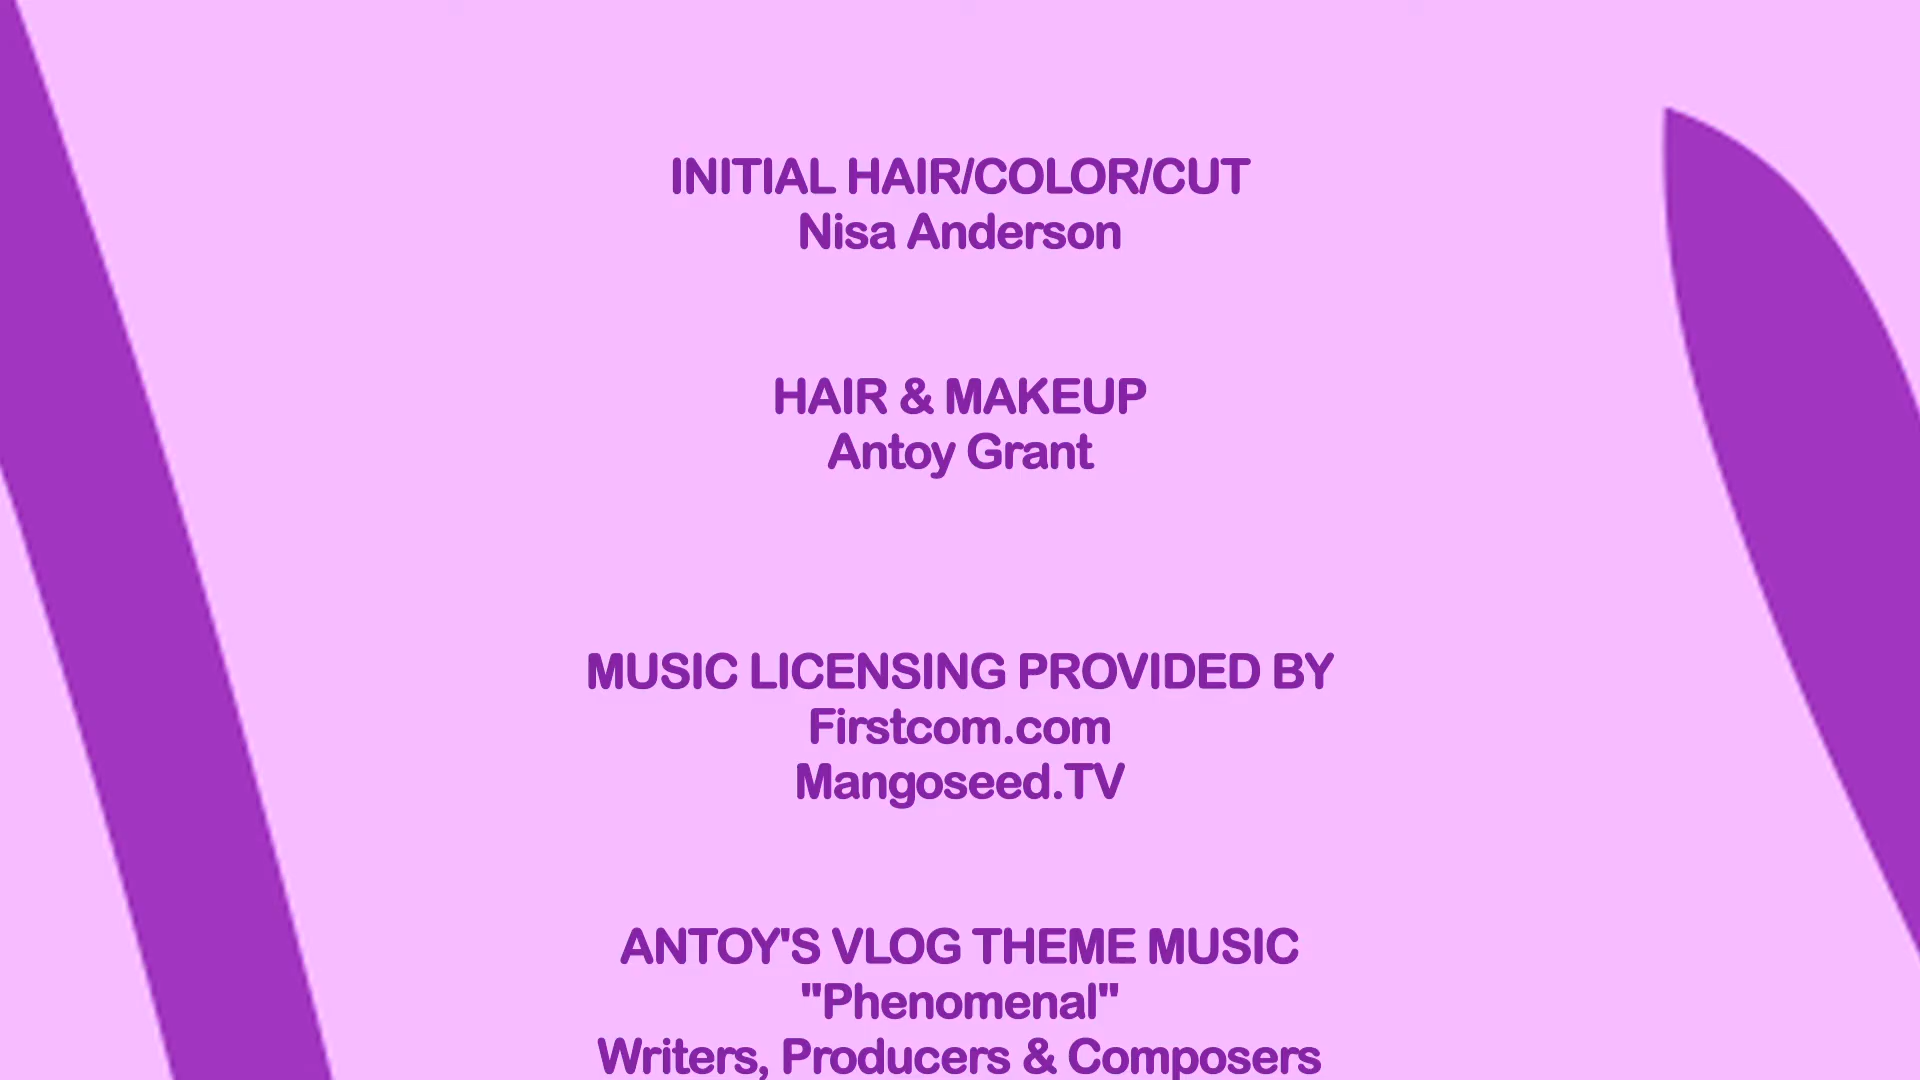 INITIAL HAIR/COLOR/CUT
Nisa Anderson
HAIR & MAKEUP
Antoy Grant
MUSIC LICENSING PROVIDED BY
Firstcom.com
Mangoseed.TV
ANTOY'S VLOG THEME MUSIC
"Phenomenal"
Writers, Producers & Composers